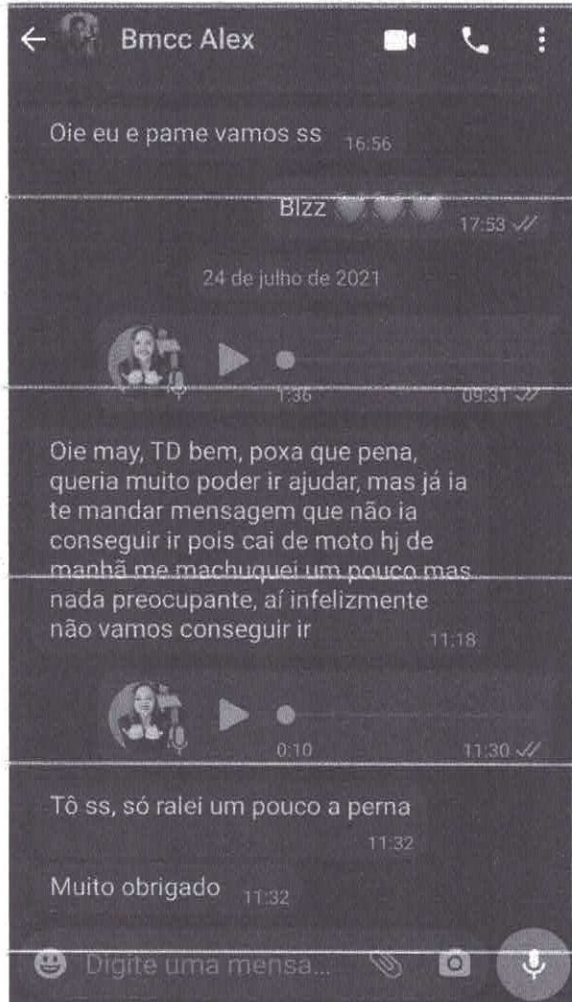 Bmcc Alex
Oie eu e pame vamos ss 16:56
Blzz 17:53
24 de julho de 2021
1:36 09:31
Oie may, TD bem, poxa que pena,
queria muito poder ir ajudar, mas já ia
te mandar mensagem que não ia
conseguir ir pois cai de moto hj de
manhã me machuquei um pouco mas
nada preocupante, aí infelizmente
não vamos conseguir ir 11:18
0:10 11:30
Tô ss, só ralei um pouco a perna
11:32
Muito obrigado 11:32
Digite uma mensa...